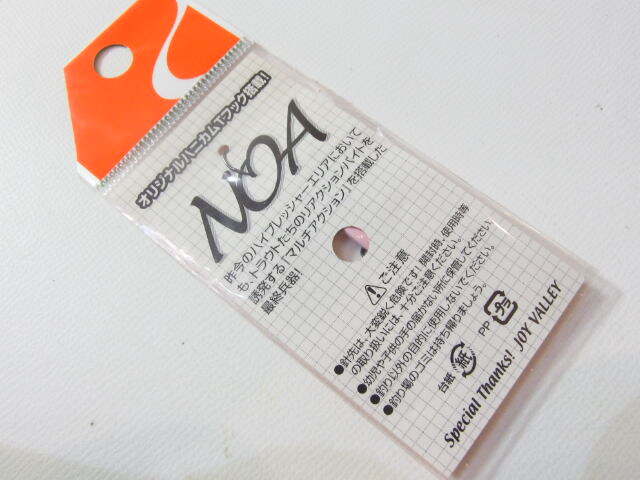 オリジナルハニカムTフック搭載!
NOA
昨今のハイプレッシャーエリアにおいて
も、トラウトたちのリアクションバイトを
誘発する「マルチアクション」を搭載した
最終兵器!
ご注意
●針先は、大変鋭く危険です!開封時、使用時等
の取り扱いには、十分ご注意ください。
●幼児や子供の手の届かない所に保管してください
●釣り以外の目的に使用しないでください。
●釣り場のゴミは持ち帰りましょう。
台紙 紙 PP プラ
Special Thanks! JOY VALLEY